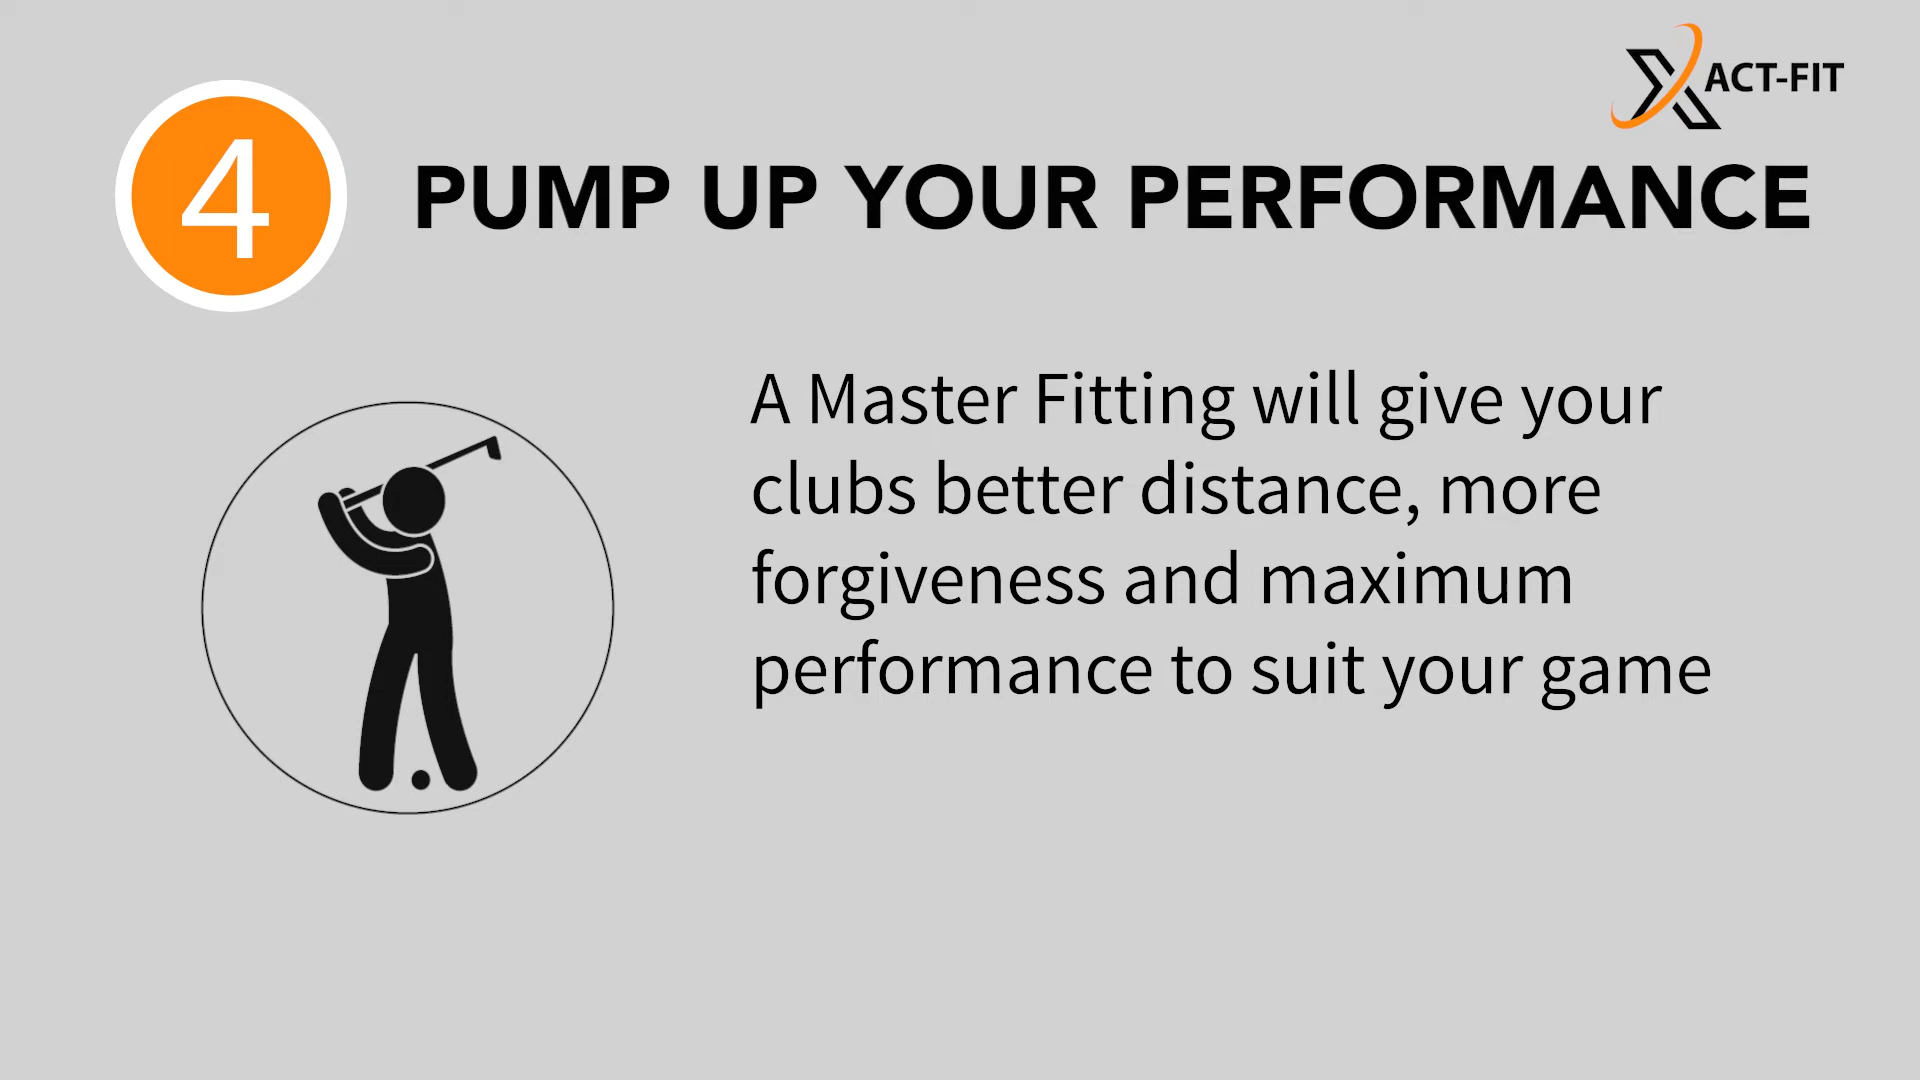 XACT-FIT
4
PUMP UP YOUR PERFORMANCE
A Master Fitting will give your
clubs better distance, more
forgiveness and maximum
performance to suit your game